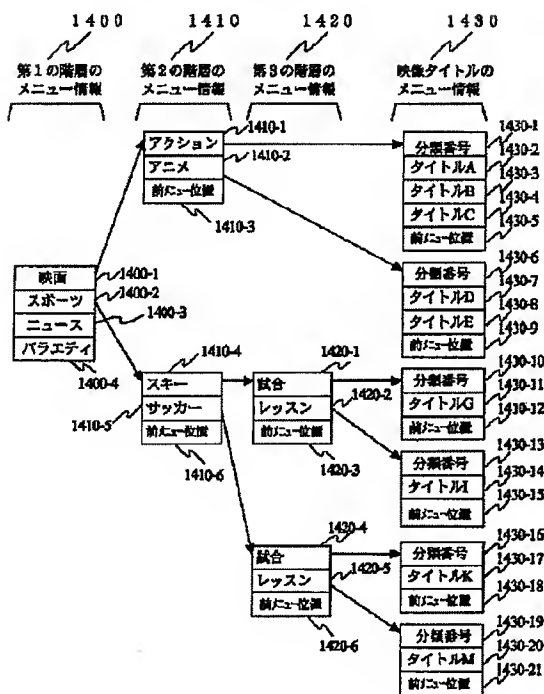 1400
1410
1420
1430
第1の階層の
メニュー情報
第2の階層の
メニュー情報
第3の階層の
メニュー情報
映像タイトルの
メニュー情報
アクション
1410-1
アニメ
1410-2
前メニュー位置
1410-3
分類番号
1430-1
タイトルA
1430-2
タイトルB
1430-3
タイトルC
1430-4
前メニュー位置
1430-5
映画
1400-1
スポーツ
1400-2
ニュース
1400-3
バラエティ
1400-4
分類番号
1430-6
タイトルD
1430-7
タイトルE
1430-8
前メニュー位置
1430-9
スキー
1410-4
サッカー
1410-5
前メニュー位置
1410-6
試合
1420-1
レッスン
1420-2
前メニュー位置
1420-3
分類番号
1430-10
タイトルG
1430-11
前メニュー位置
1430-12
分類番号
1430-13
タイトルI
1430-14
前メニュー位置
1430-15
試合
1420-4
レッスン
1420-5
前メニュー位置
1420-6
分類番号
1430-16
タイトルK
1430-17
前メニュー位置
1430-18
分類番号
1430-19
タイトルM
1430-20
前メニュー位置
1430-21